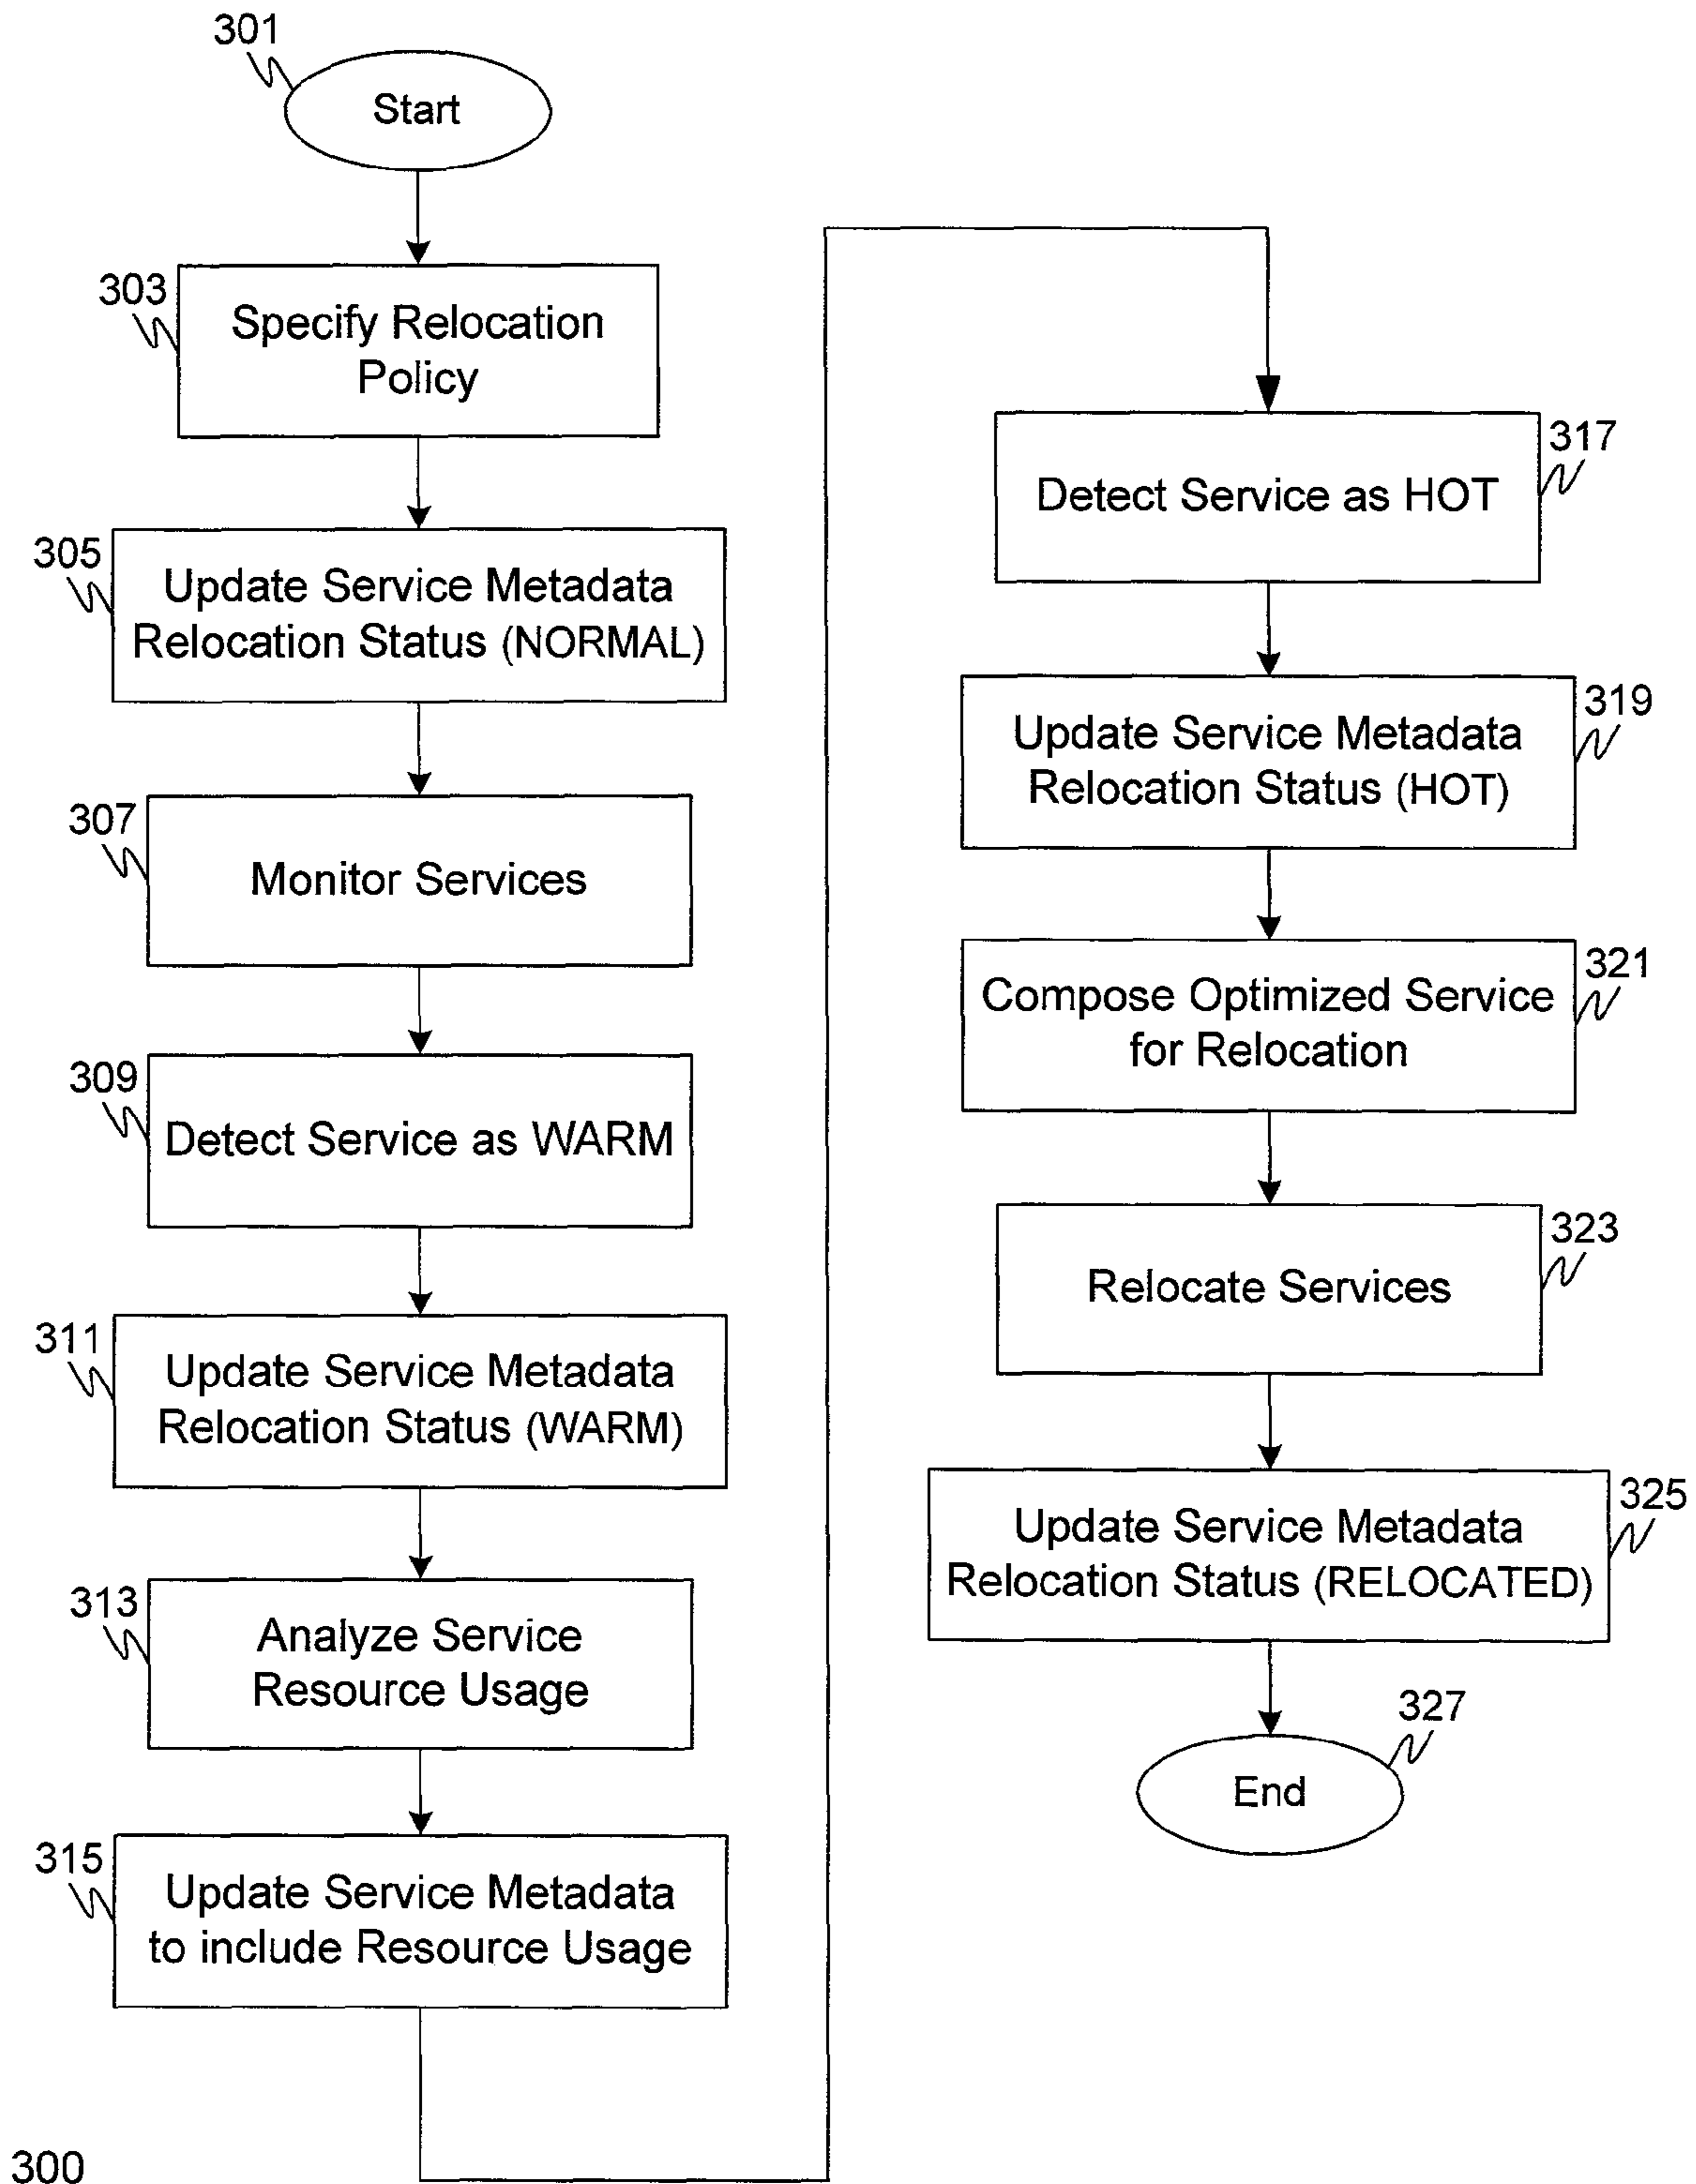 301
Start
303
Specify Relocation
Policy
305
Update Service Metadata
Relocation Status (NORMAL)
307
Monitor Services
309
Detect Service as WARM
311
Update Service Metadata
Relocation Status (WARM)
313
Analyze Service
Resource Usage
315
Update Service Metadata
to include Resource Usage
317
Detect Service as HOT
319
Update Service Metadata
Relocation Status (HOT)
321
Compose Optimized Service
for Relocation
323
Relocate Services
325
Update Service Metadata
Relocation Status (RELOCATED)
327
End
300